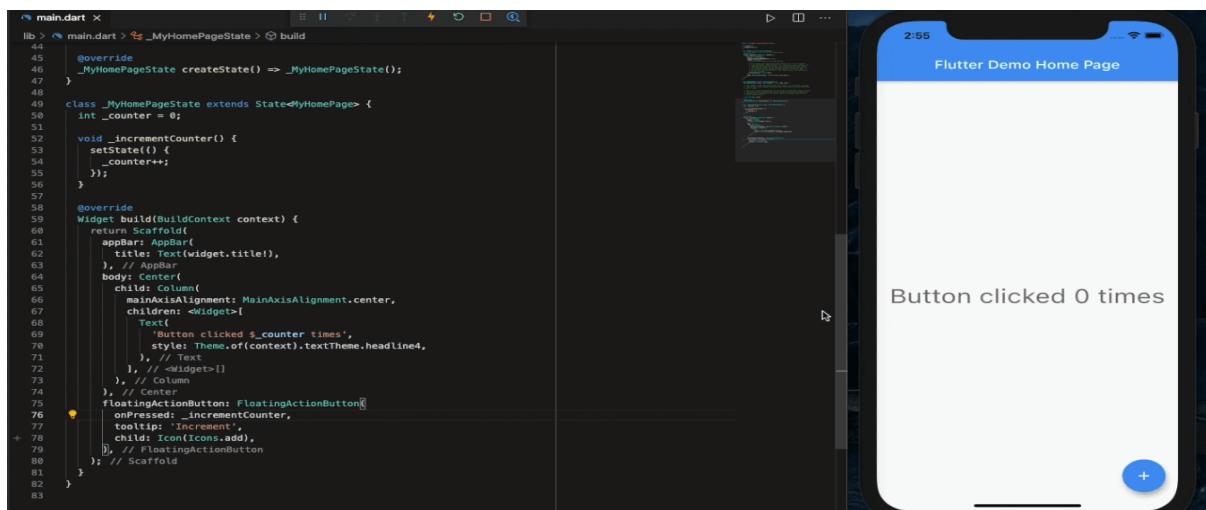 main.dart ×
lib > main.dart > _MyHomePageState > build
44
45 @override
46 _MyHomePageState createState() => _MyHomePageState();
47 }
48
49 class _MyHomePageState extends State<MyHomePage> {
50 int _counter = 0;
51
52 void _incrementCounter() {
53 setState(() {
54 _counter++;
55 });
56 }
57
58 @override
59 Widget build(BuildContext context) {
60 return Scaffold(
61 appBar: AppBar(
62 title: Text(widget.title!),
63 ), // AppBar
64 body: Center(
65 child: Column(
66 mainAxisAlignment: MainAxisAlignment.center,
67 children: <Widget>[
68 Text(
69 'Button clicked $_counter times',
70 style: Theme.of(context).textTheme.headline4,
71 ), // Text
72 ], // <Widget>[]
73 ), // Column
74 ), // Center
75 floatingActionButton: FloatingActionButton(
76 onPressed: _incrementCounter,
77 tooltip: 'Increment',
78 child: Icon(Icons.add),
79 ), // FloatingActionButton
80 ); // Scaffold
81 }
82 }
83
2:55
Flutter Demo Home Page
Button clicked 0 times
+